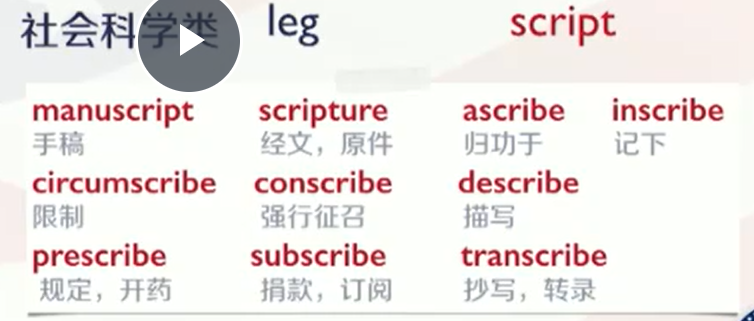 社会科学类 leg script
manuscript scripture ascribe inscribe
手稿 经文，原件 归功于 记下
circumscribe conscribe describe
限制 强行征召 描写
prescribe subscribe transcribe
规定，开药 捐款，订阅 抄写，转录